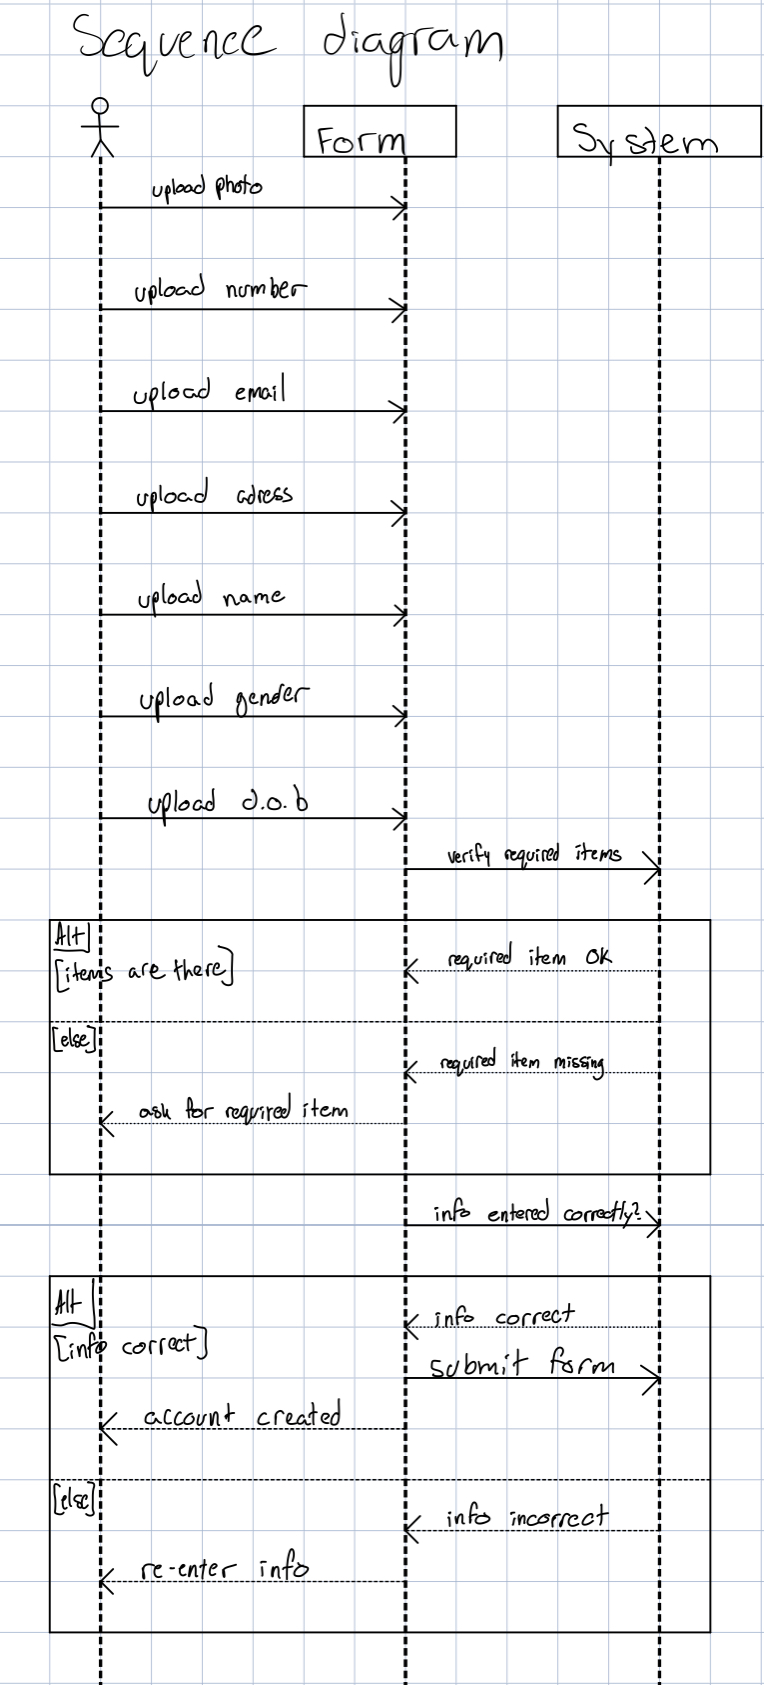 Sequence diagram
Form
System
upload photo
upload number
upload email
upload adress
upload name
upload gender
upload d.o.b
verify required items
Alt
required item OK
[items are there]
[else]
required item missing
ask for required item
info entered correctly?
Alt
info correct
[info correct]
submit form
account created
[else]
info incorrect
re-enter info